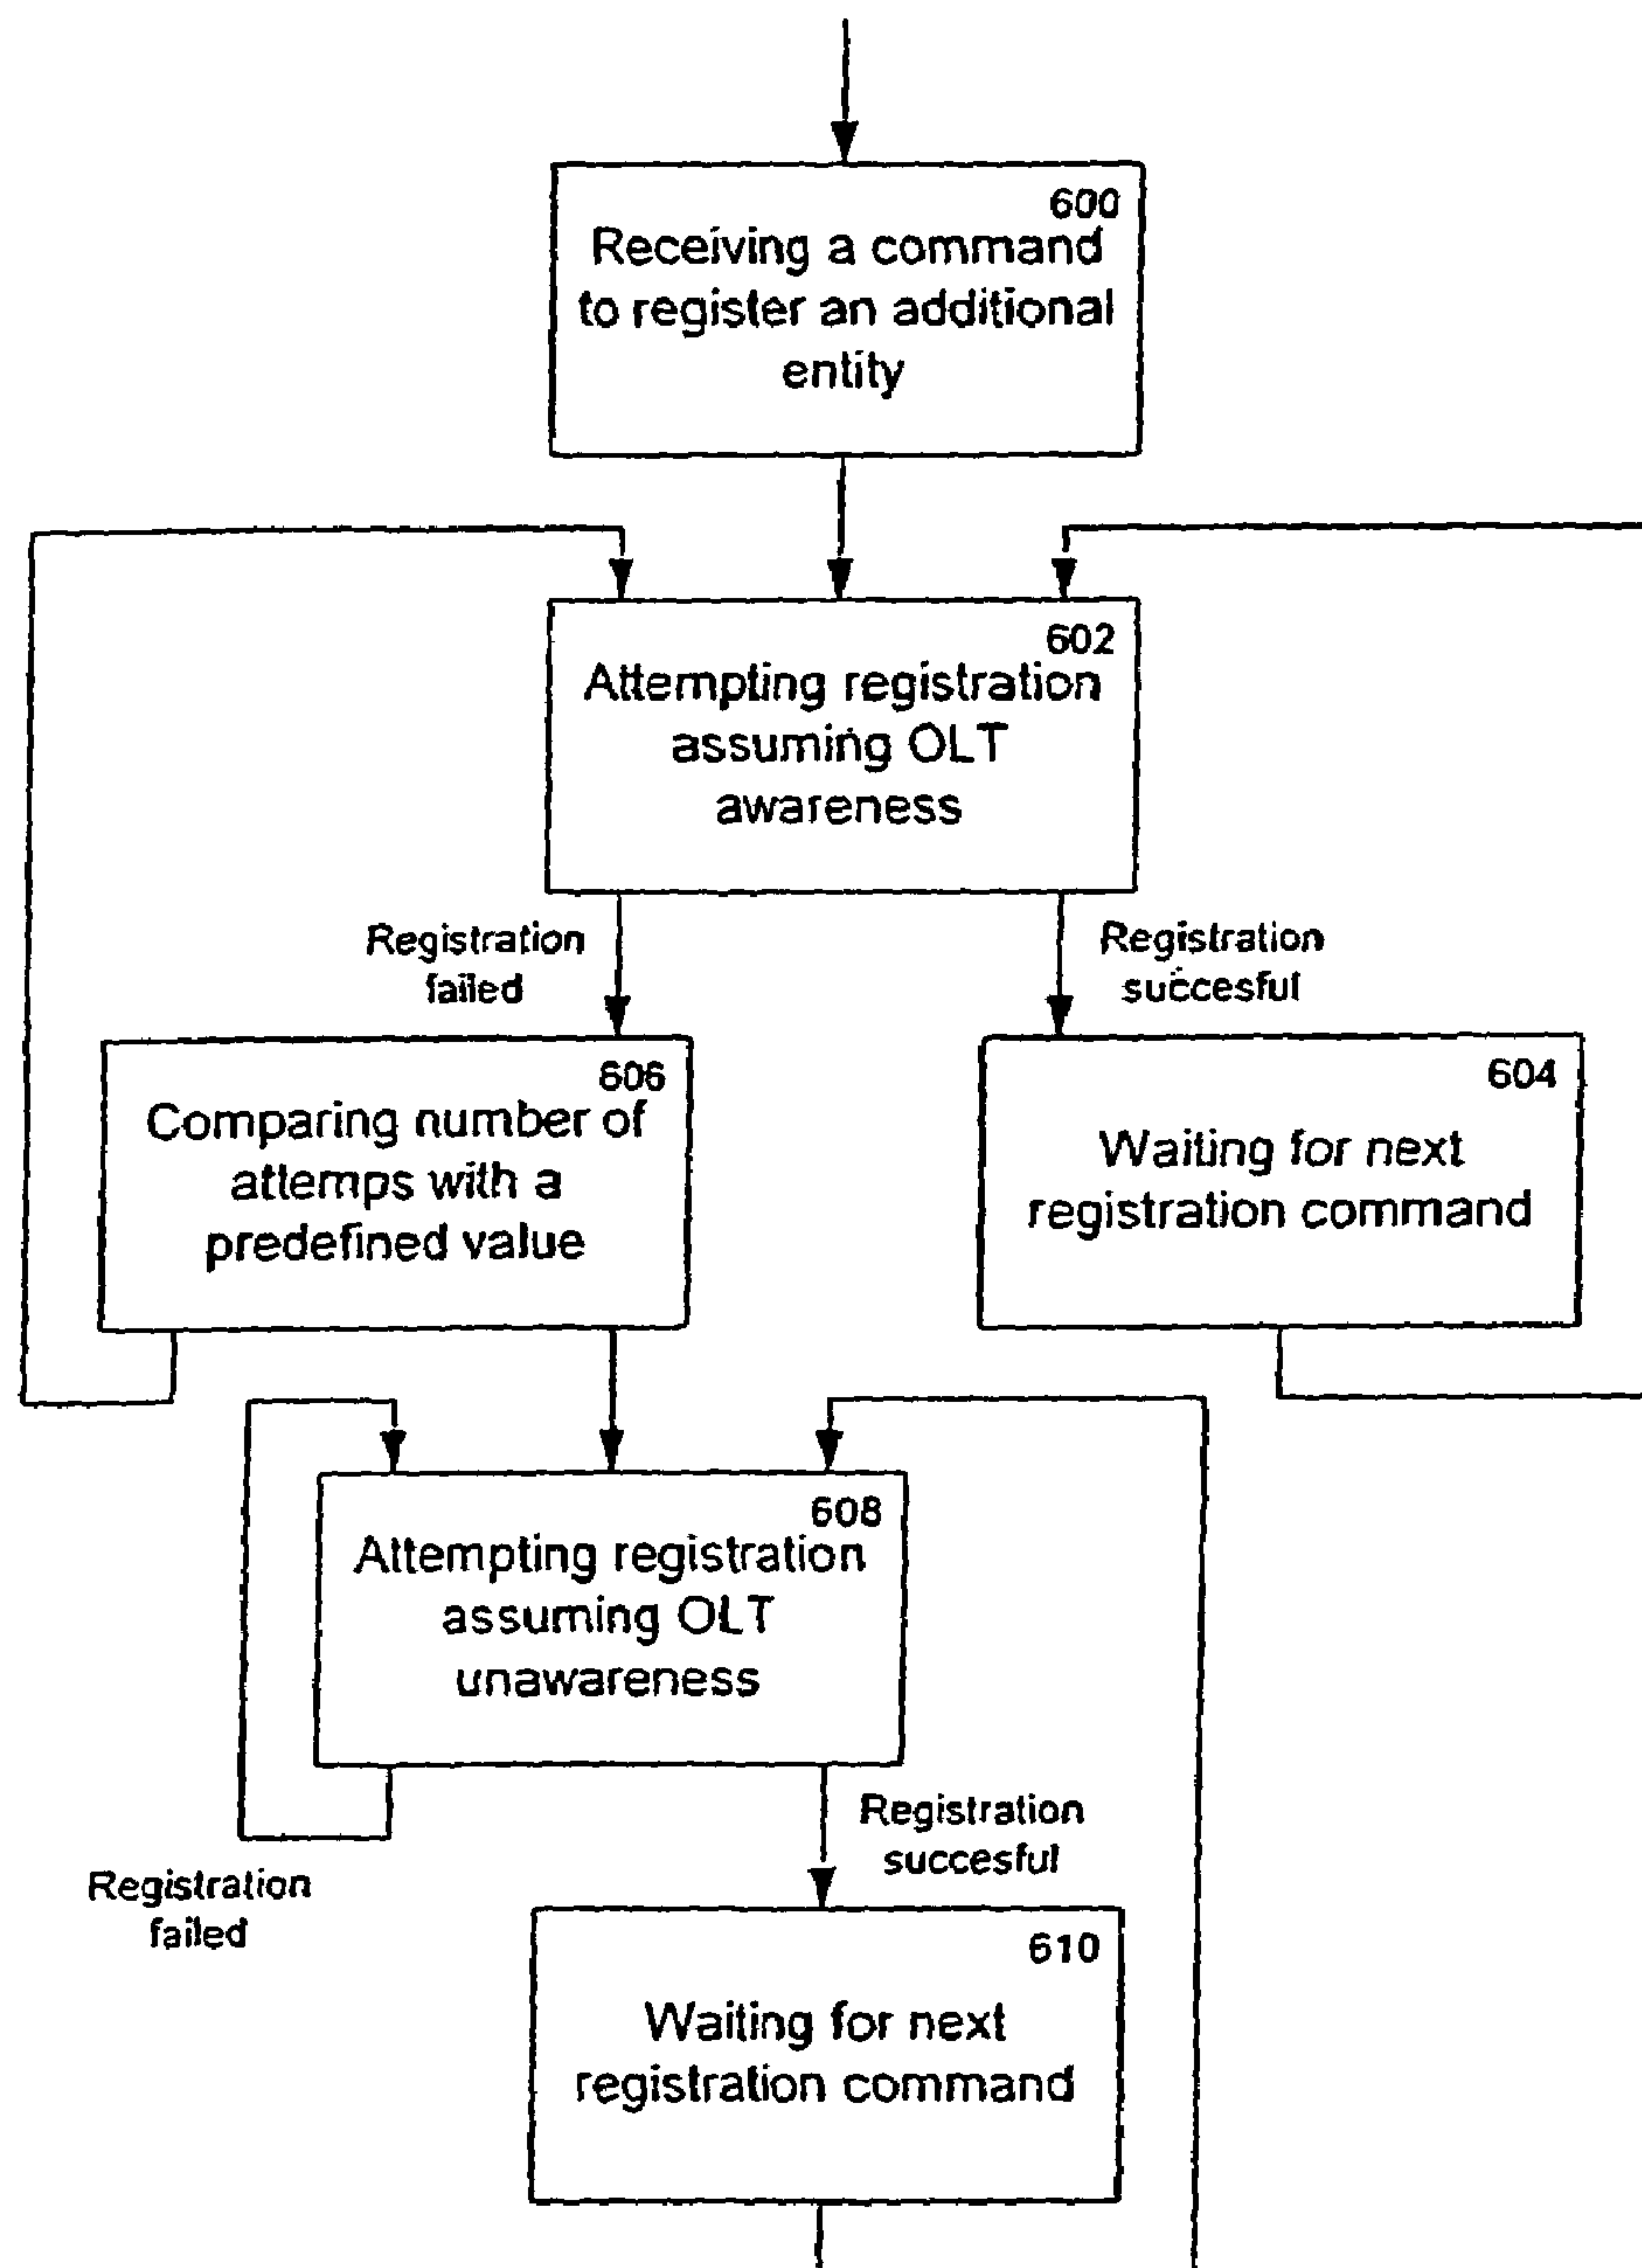 600
Receiving a command
to register an additional
entity
602
Attempting registration
assuming OLT
awareness
Registration
failed
Registration
succesful
606
Comparing number of
attemps with a
predefined value
604
Waiting for next
registration command
608
Attempting registration
assuming OLT
unawareness
Registration
succesful
Registration
failed
610
Waiting for next
registration command